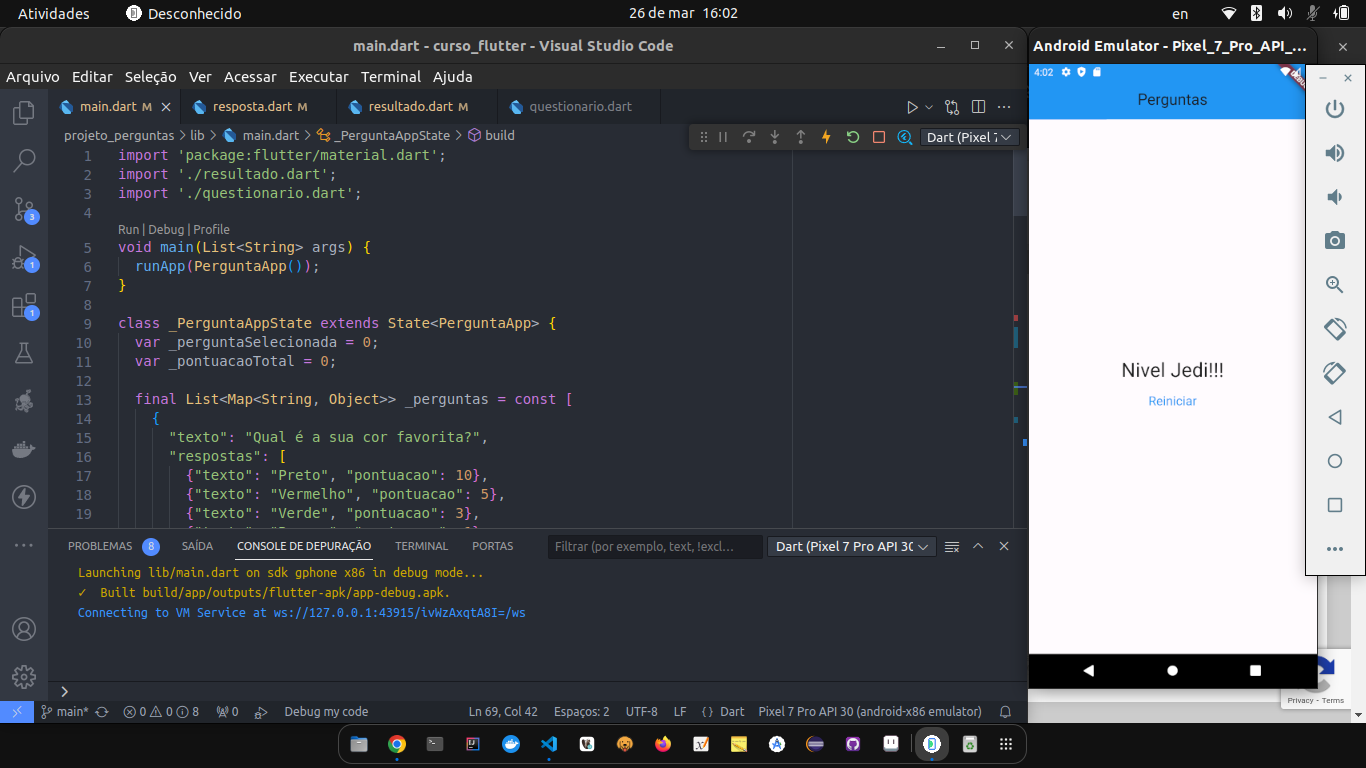 Atividades
Desconhecido
26 de mar 16:02
en
main.dart - curso_flutter - Visual Studio Code
Arquivo Editar Seleção Ver Acessar Executar Terminal Ajuda
main.dart M
resposta.dart M
resultado.dart M
questionario.dart
projeto_perguntas > lib > main.dart > _PerguntaAppState > build
Dart (Pixel 7
1 import 'package:flutter/material.dart';
2 import './resultado.dart';
3 import './questionario.dart';
4
Run | Debug | Profile
5 void main(List<String> args) {
6 runApp(PerguntaApp());
7 }
8
9 class _PerguntaAppState extends State<PerguntaApp> {
10 var _perguntaSelecionada = 0;
11 var _pontuacaoTotal = 0;
12
13 final List<Map<String, Object>> _perguntas = const [
14 {
15 "texto": "Qual é a sua cor favorita?",
16 "respostas": [
17 {"texto": "Preto", "pontuacao": 10},
18 {"texto": "Vermelho", "pontuacao": 5},
19 {"texto": "Verde", "pontuacao": 3},
3
1
1
PROBLEMAS 8 SAÍDA CONSOLE DE DEPURAÇÃO TERMINAL PORTAS
Filtrar (por exemplo, text, !excl...
Dart (Pixel 7 Pro API 30
Launching lib/main.dart on sdk gphone x86 in debug mode...
✓ Built build/app/outputs/flutter-apk/app-debug.apk.
Connecting to VM Service at ws://127.0.0.1:43915/ivWzAxqtA8I=/ws
main* 0 0 8 0 Debug my code Ln 69, Col 42 Espaços: 2 UTF-8 LF {} Dart Pixel 7 Pro API 30 (android-x86 emulator)
Android Emulator - Pixel_7_Pro_API_...
4:02
Perguntas
Nivel Jedi!!!
Reiniciar
Privacy - Terms